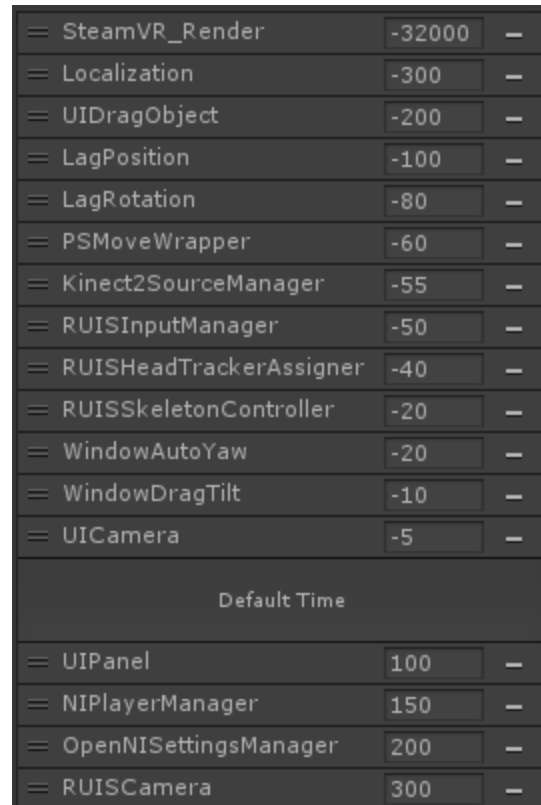 SteamVR_Render -32000
Localization -300
UIDragObject -200
LagPosition -100
LagRotation -80
PSMoveWrapper -60
Kinect2SourceManager -55
RUISInputManager -50
RUISHeadTrackerAssigner -40
RUISSkeletonController -20
WindowAutoYaw -20
WindowDragTilt -10
UICamera -5
Default Time
UIPanel 100
NIPlayerManager 150
OpenNISettingsManager 200
RUISCamera 300